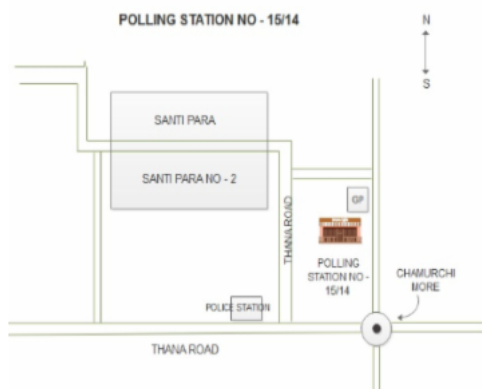 POLLING STATION NO - 15/14
N
S
SANTI PARA
SANTI PARA NO - 2
THANA ROAD
GP
POLLING
STATION NO -
15/14
CHAMURCHI
MORE
POLICE STATION
THANA ROAD